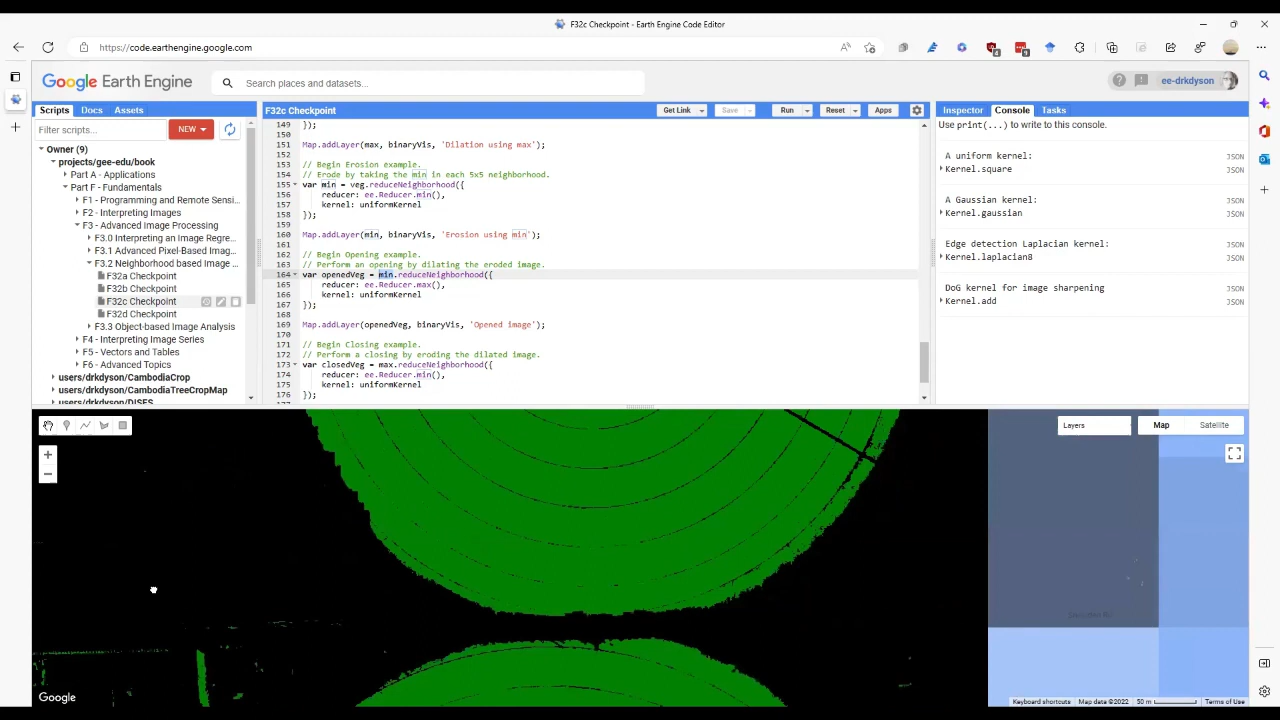 F32c Checkpoint - Earth Engine Code Editor
https://code.earthengine.google.com
Google Earth Engine
Search places and datasets...
ee-drkdyson
Scripts Docs Assets
Filter scripts...
NEW
Owner (9)
projects/gee-edu/book
Part A - Applications
Part F - Fundamentals
F1 - Programming and Remote Sensi...
F2 - Interpreting Images
F3 - Advanced Image Processing
F3.0 Interpreting an Image Regre...
F3.1 Advanced Pixel-Based Imag...
F3.2 Neighborhood based Image ...
F32a Checkpoint
F32b Checkpoint
F32c Checkpoint
F32d Checkpoint
F3.3 Object-based Image Analysis
F4 - Interpreting Image Series
F5 - Vectors and Tables
F6 - Advanced Topics
users/drkdyson/CambodiaCrop
users/drkdyson/CambodiaTreeCropMap
users/drkdyson/DISES
F32c Checkpoint
Get Link Save Run Reset Apps
149 });
150
151 Map.addLayer(max, binaryVis, 'Dilation using max');
152
153 // Begin Erosion example.
154 // Erode by taking the min in each 5x5 neighborhood.
155 var min = veg.reduceNeighborhood({
156 reducer: ee.Reducer.min(),
157 kernel: uniformKernel
158 });
159
160 Map.addLayer(min, binaryVis, 'Erosion using min');
161
162 // Begin Opening example.
163 // Perform an opening by dilating the eroded image.
164 var openedVeg = min.reduceNeighborhood({
165 reducer: ee.Reducer.max(),
166 kernel: uniformKernel
167 });
168
169 Map.addLayer(openedVeg, binaryVis, 'Opened image');
170
171 // Begin Closing example.
172 // Perform a closing by eroding the dilated image.
173 var closedVeg = max.reduceNeighborhood({
174 reducer: ee.Reducer.min(),
175 kernel: uniformKernel
176 });
Inspector Console Tasks
Use print(...) to write to this console.
A uniform kernel: JSON
Kernel.square JSON
A Gaussian kernel: JSON
Kernel.gaussian JSON
Edge detection Laplacian kernel: JSON
Kernel.laplacian8 JSON
DoG kernel for image sharpening JSON
Kernel.add JSON
Layers
Map Satellite
Google
Keyboard shortcuts Map data ©2022 50 m Terms of Use